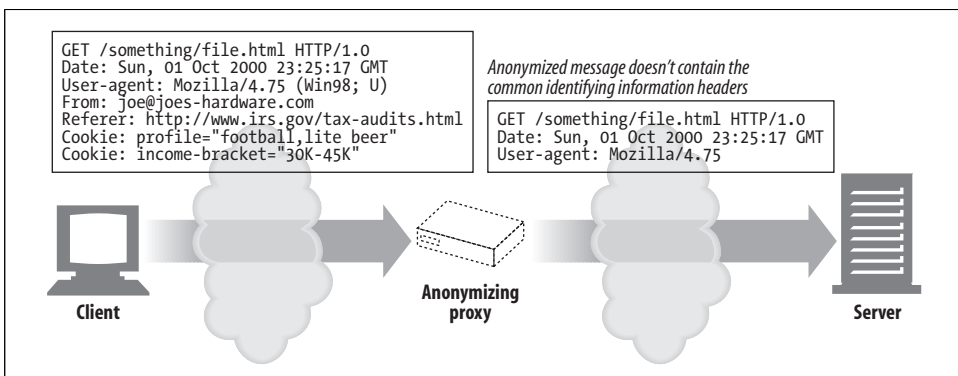 GET /something/file.html HTTP/1.0
Date: Sun, 01 Oct 2000 23:25:17 GMT
User-agent: Mozilla/4.75 (Win98; U)
From: joe@joes-hardware.com
Referer: http://www.irs.gov/tax-audits.html
Cookie: profile="football,lite beer"
Cookie: income-bracket="30K-45K"
Anonymized message doesn't contain the
common identifying information headers
GET /something/file.html HTTP/1.0
Date: Sun, 01 Oct 2000 23:25:17 GMT
User-agent: Mozilla/4.75
Client
Anonymizing
proxy
Server